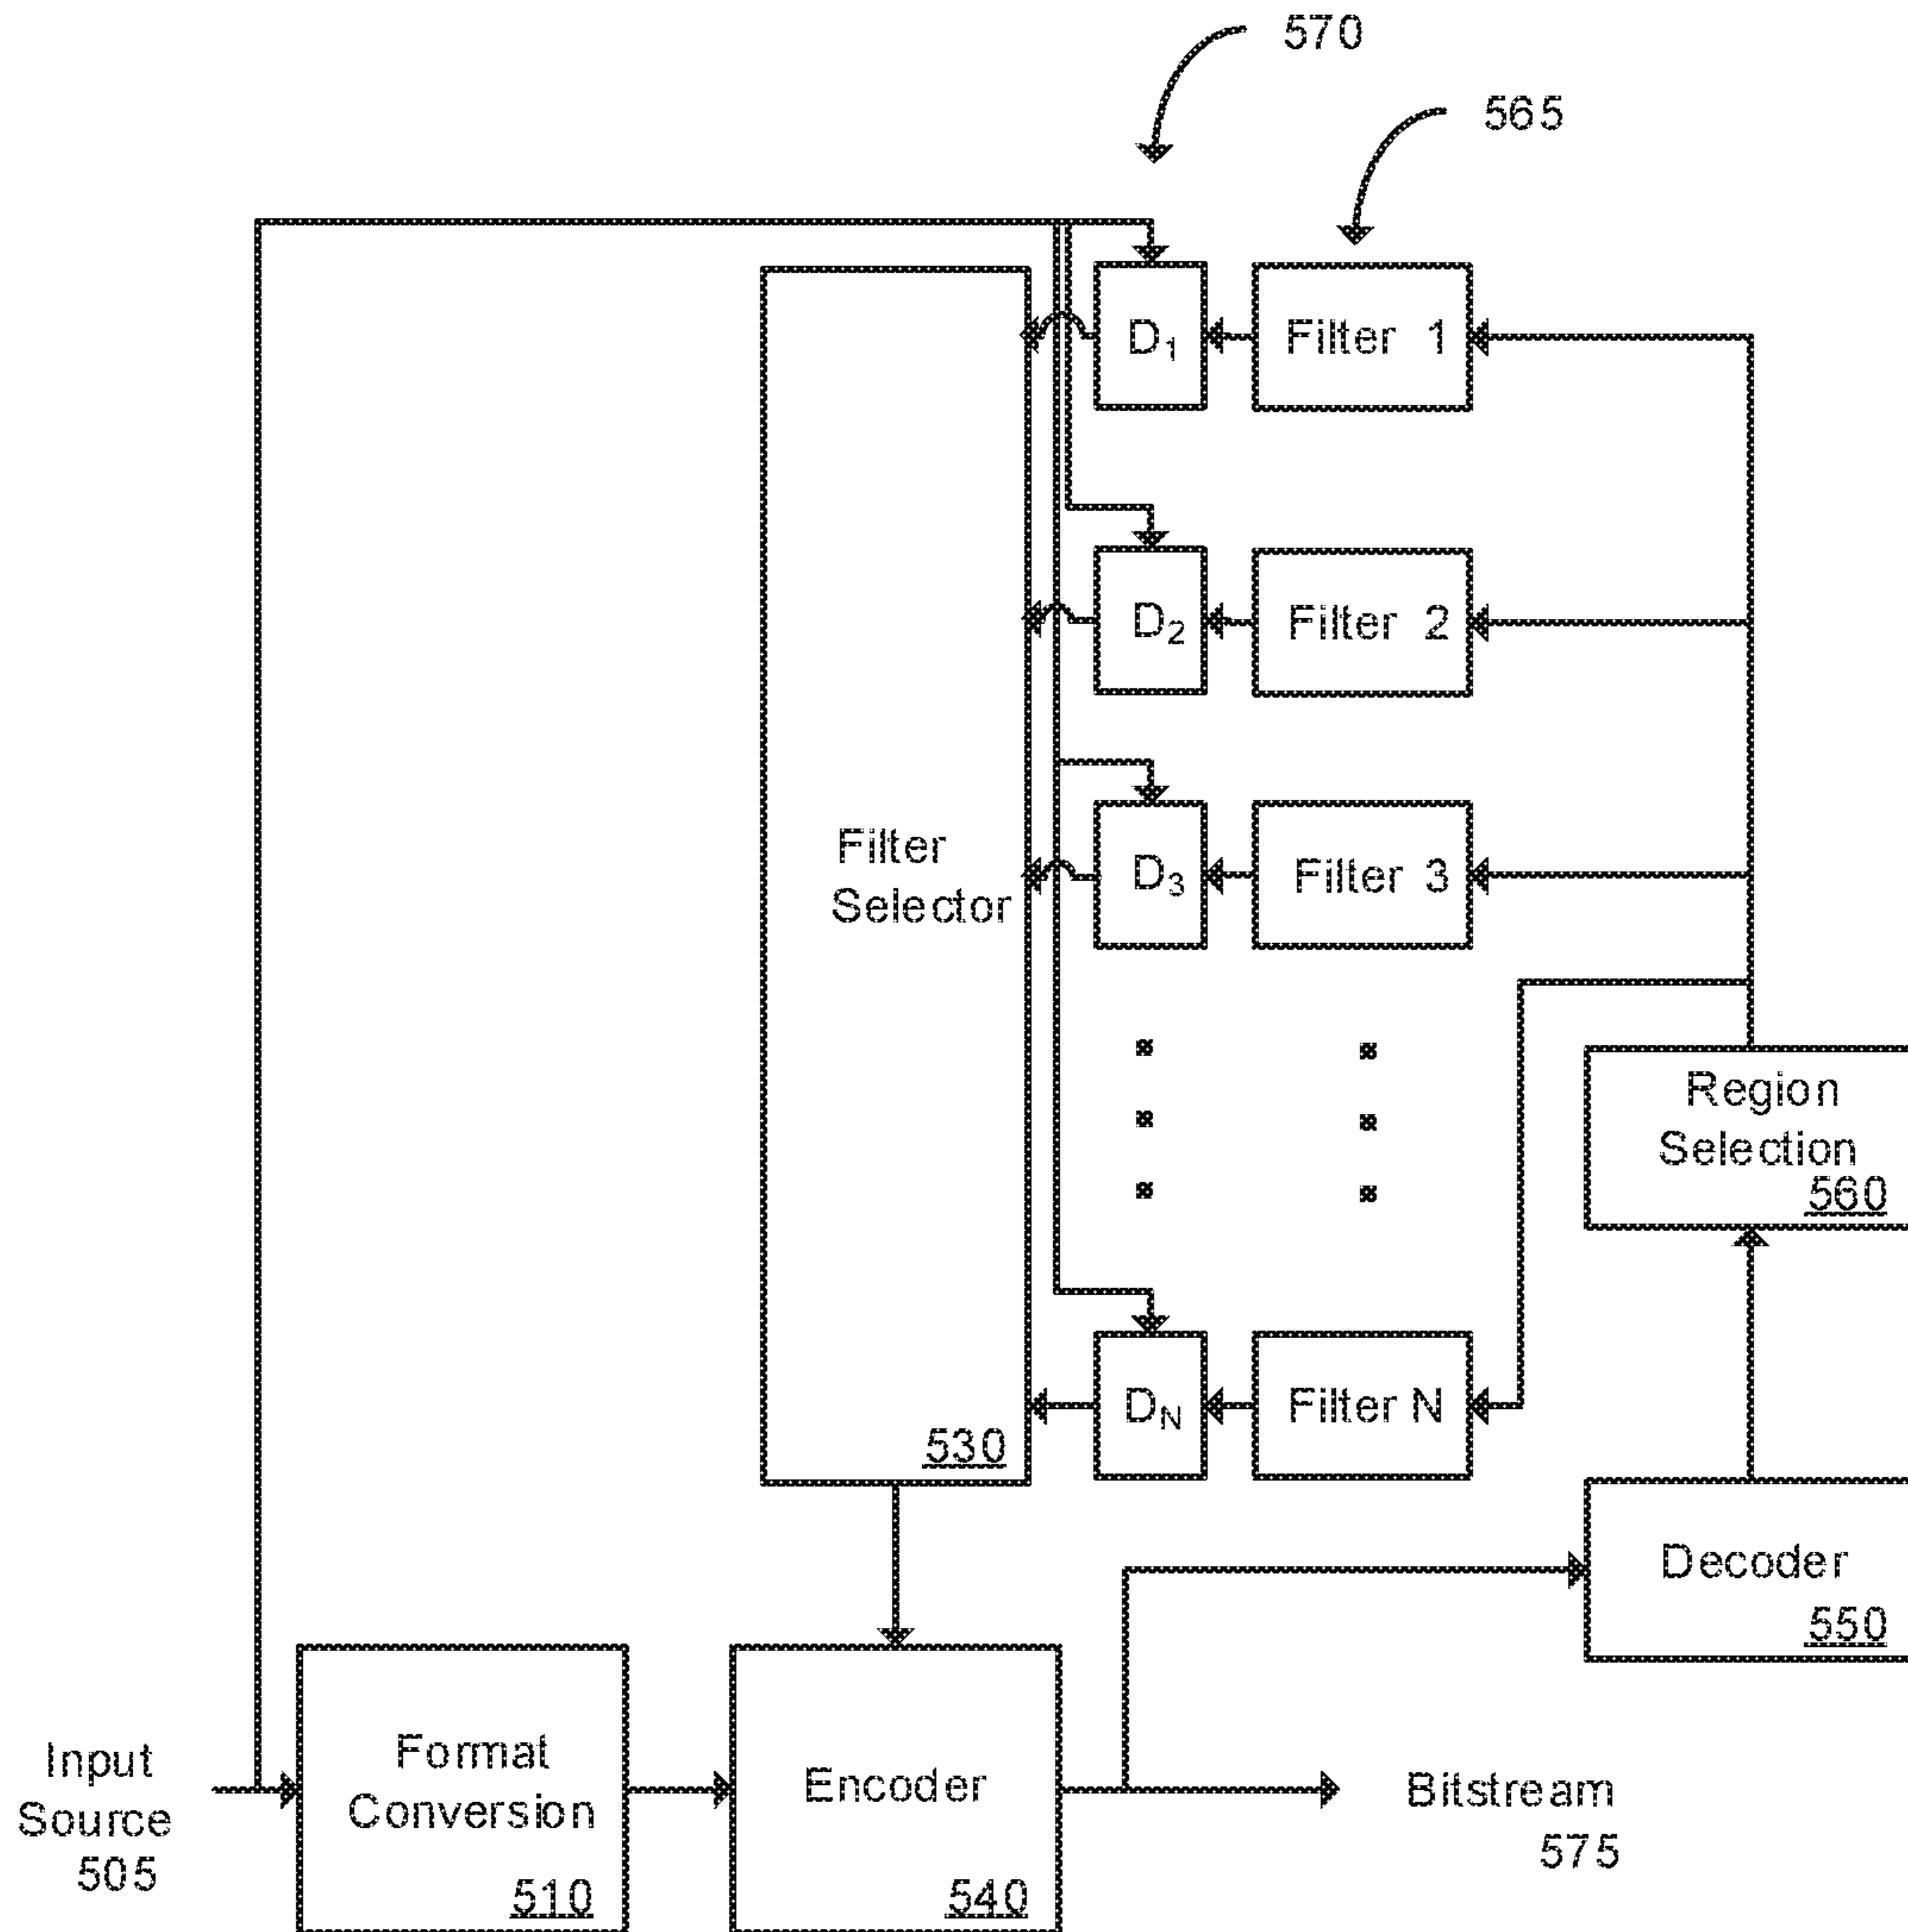 570
565
D1
Filter 1
D2
Filter 2
Filter
Selector
D3
Filter 3
Region
Selection
560
DN
Filter N
530
Decoder
550
Input
Source
505
Format
Conversion
510
Encoder
540
Bitstream
575